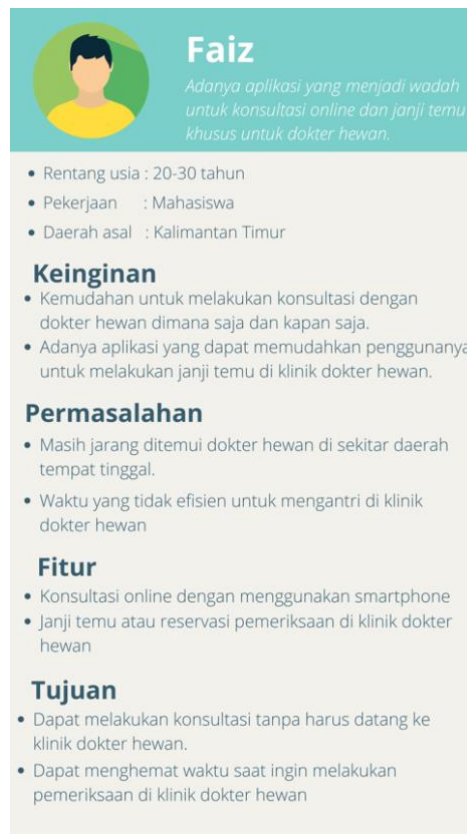 Faiz
Adanya aplikasi yang menjadi wadah
untuk konsultasi online dan janji temu
khusus untuk dokter hewan.
• Rentang usia : 20-30 tahun
• Pekerjaan : Mahasiswa
• Daerah asal : Kalimantan Timur
Keinginan
• Kemudahan untuk melakukan konsultasi dengan
dokter hewan dimana saja dan kapan saja.
• Adanya aplikasi yang dapat memudahkan penggunanya
untuk melakukan janji temu di klinik dokter hewan.
Permasalahan
• Masih jarang ditemui dokter hewan di sekitar daerah
tempat tinggal.
• Waktu yang tidak efisien untuk mengantri di klinik
dokter hewan
Fitur
• Konsultasi online dengan menggunakan smartphone
• Janji temu atau reservasi pemeriksaan di klinik dokter
hewan
Tujuan
• Dapat melakukan konsultasi tanpa harus datang ke
klinik dokter hewan.
• Dapat menghemat waktu saat ingin melakukan
pemeriksaan di klinik dokter hewan